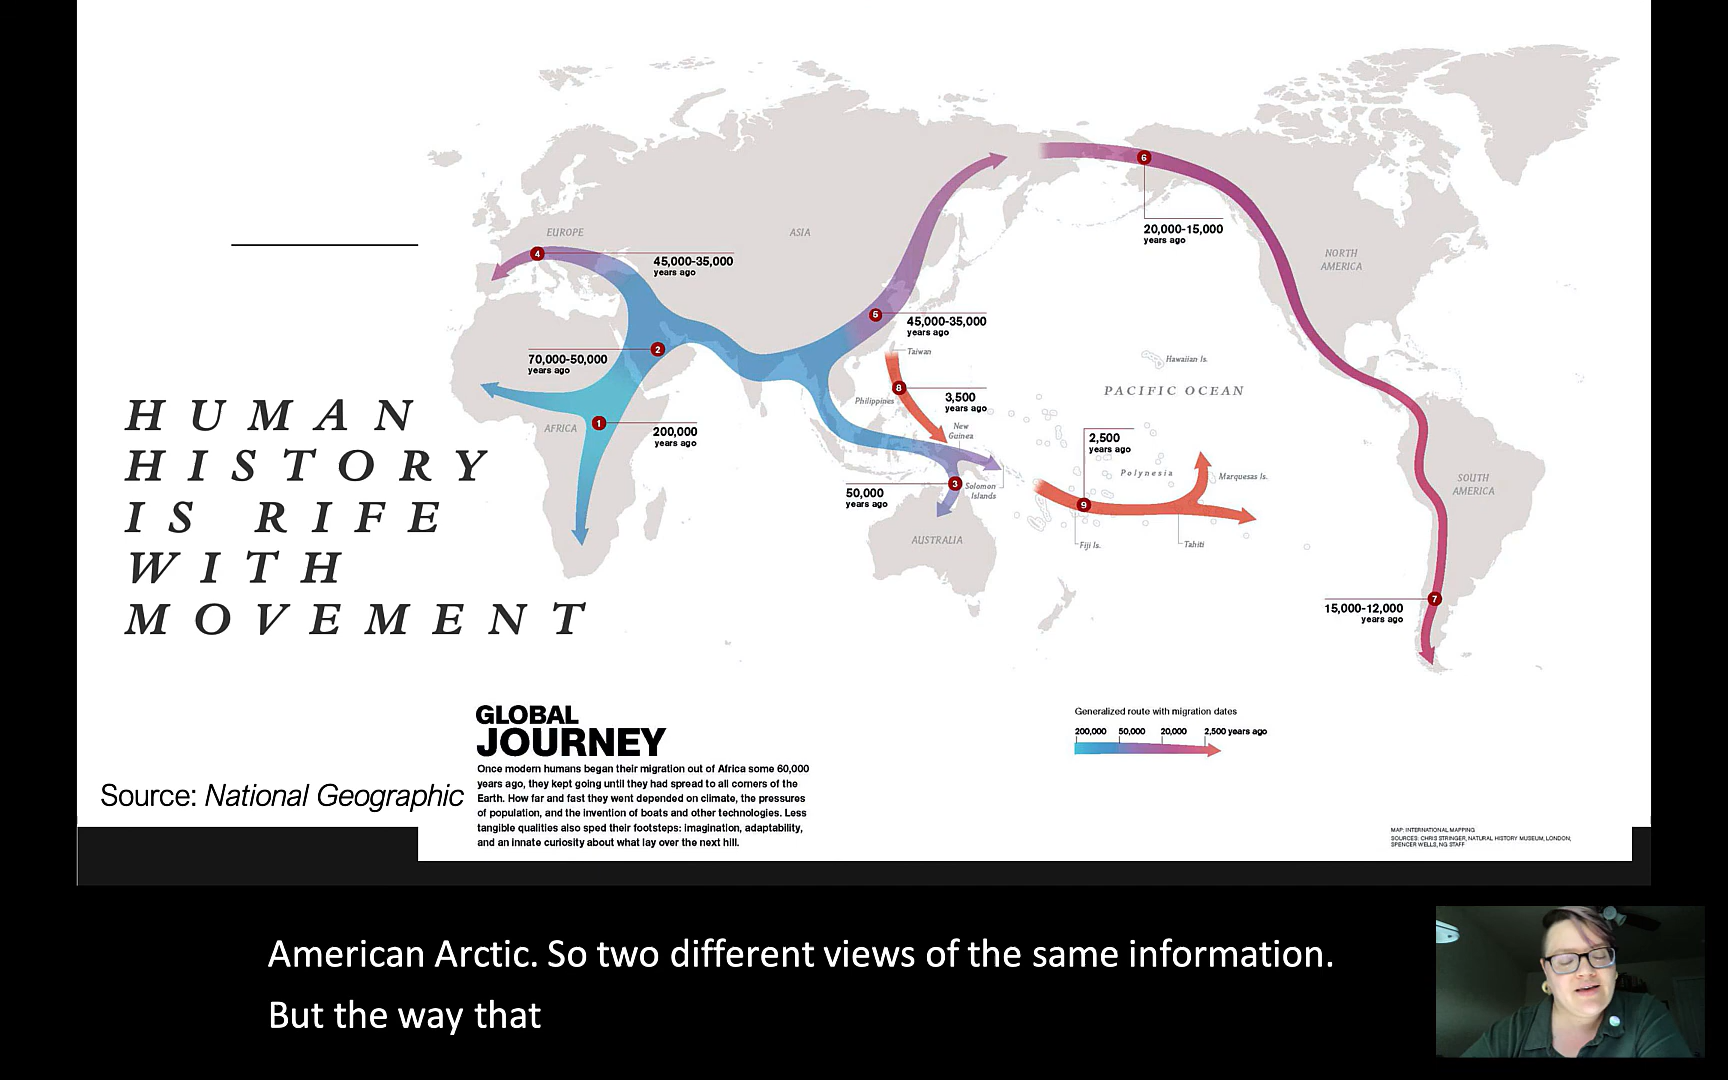 HUMAN
HISTORY
IS RIFE
WITH
MOVEMENT
Source: National Geographic
EUROPE
ASIA
NORTH
AMERICA
6
20,000-15,000
years ago
4
45,000-35,000
years ago
5
45,000-35,000
years ago
2
70,000-50,000
years ago
Taiwan
Hawaiian Is.
PACIFIC OCEAN
8
3,500
years ago
Philippines
AFRICA
1
200,000
years ago
New
Guinea
2,500
years ago
Polynesia
Marquesas Is.
SOUTH
AMERICA
3
50,000
years ago
Solomon
Islands
9
AUSTRALIA
Fiji Is.
Tahiti
7
15,000-12,000
years ago
GLOBAL
JOURNEY
Once modern humans began their migration out of Africa some 60,000
years ago, they kept going until they had spread to all corners of the
Earth. How far and fast they went depended on climate, the pressures
of population, and the invention of boats and other technologies. Less
tangible qualities also sped their footsteps: imagination, adaptability,
and an innate curiosity about what lay over the next hill.
Generalized route with migration dates
200,000 50,000 20,000 2,500 years ago
MAP: INTERNATIONAL MAPPING
SOURCES: CHRIS STRINGER, NATURAL HISTORY MUSEUM, LONDON;
SPENCER WELLS, NG STAFF
American Arctic. So two different views of the same information.
But the way that